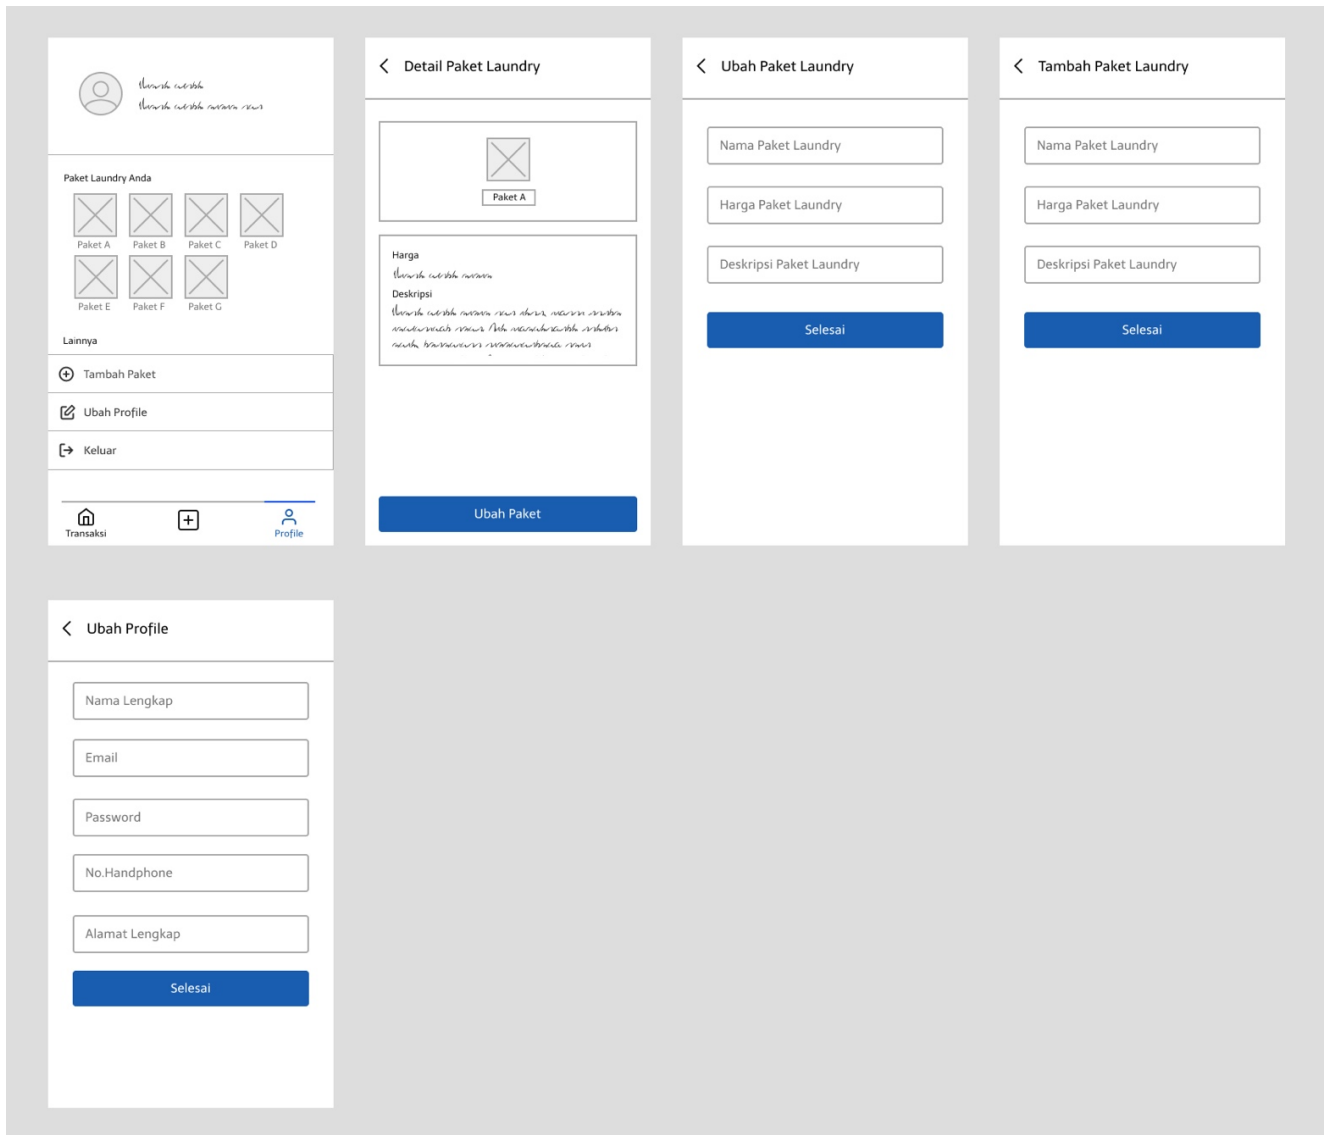 Paket Laundry Anda
Paket A Paket B Paket C Paket D
Paket E Paket F Paket G
Lainnya
Tambah Paket
Ubah Profile
Keluar
Transaksi Profile
Detail Paket Laundry
Paket A
Harga
Deskripsi
Ubah Paket
Ubah Paket Laundry
Nama Paket Laundry
Harga Paket Laundry
Deskripsi Paket Laundry
Selesai
Tambah Paket Laundry
Nama Paket Laundry
Harga Paket Laundry
Deskripsi Paket Laundry
Selesai
Ubah Profile
Nama Lengkap
Email
Password
No.Handphone
Alamat Lengkap
Selesai